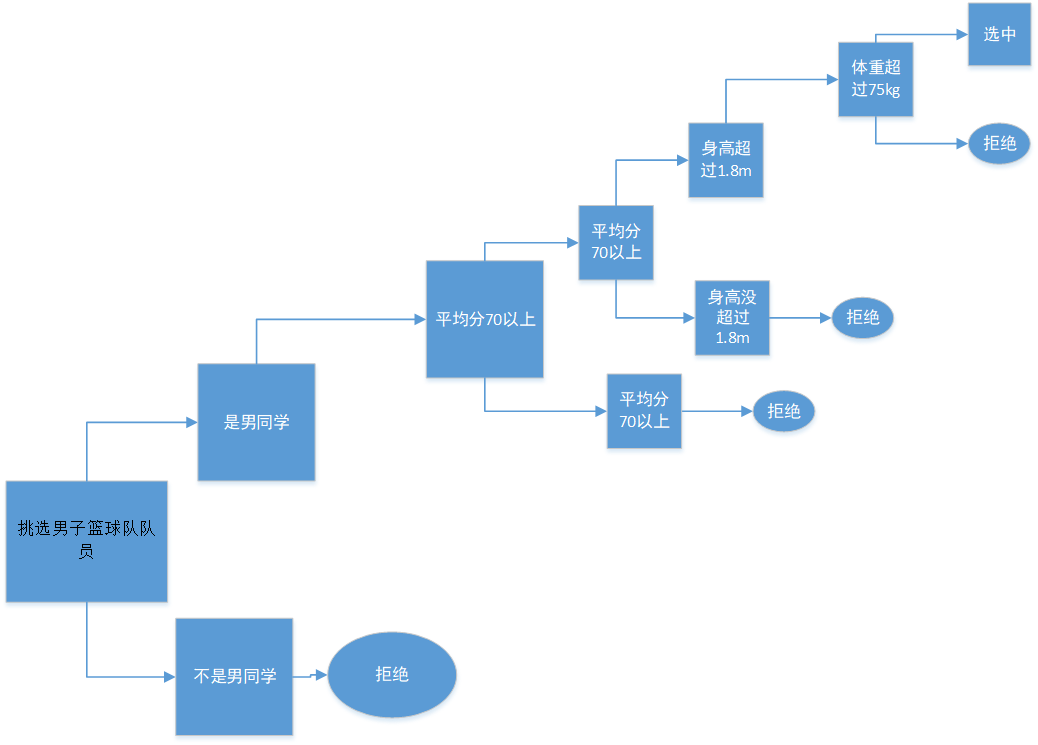 选中
体重超
过75kg
拒绝
身高超
过1.8m
平均分
70以上
身高没
超过
1.8m
拒绝
平均分70以上
平均分
70以上
拒绝
是男同学
挑选男子篮球队队
员
不是男同学
拒绝